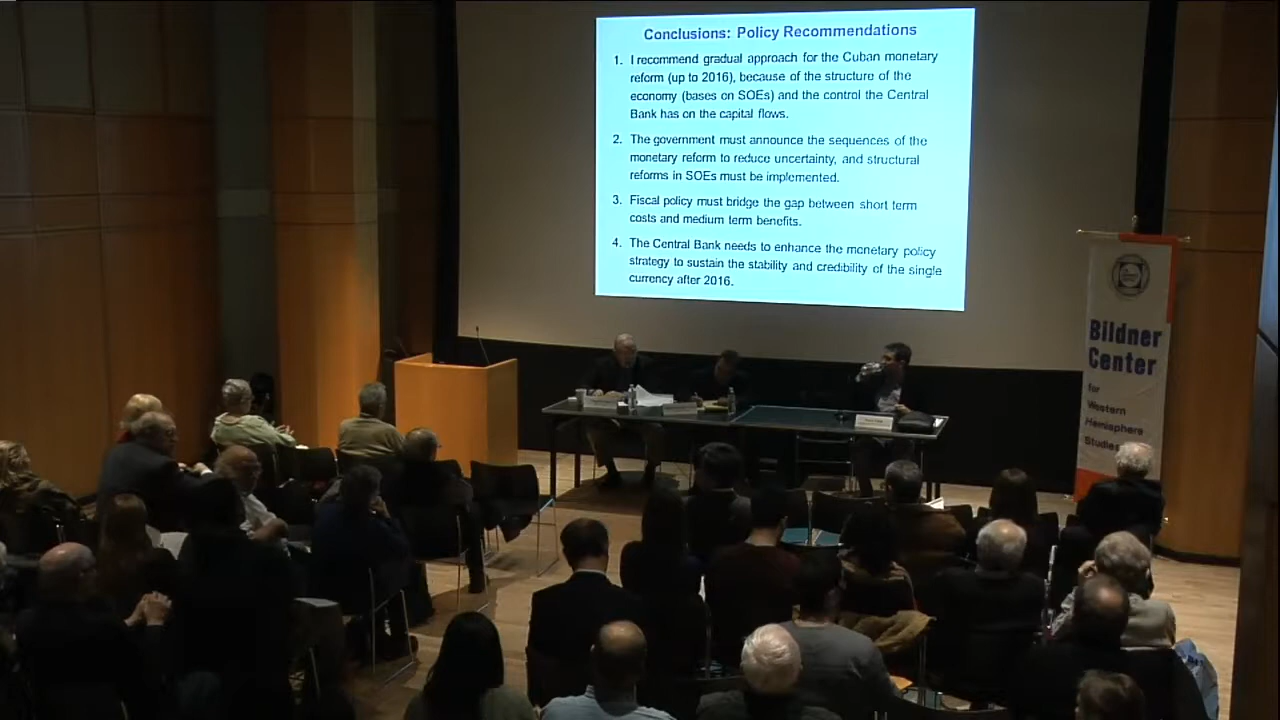 Conclusions: Policy Recommendations
1. I recommend gradual approach for the Cuban monetary
reform (up to 2016), because of the structure of the
economy (bases on SOEs) and the control the Central
Bank has on the capital flows.
2. The government must announce the sequences of the
monetary reform to reduce uncertainty, and structural
reforms in SOEs must be implemented.
3. Fiscal policy must bridge the gap between short term
costs and medium term benefits.
4. The Central Bank needs to enhance the monetary policy
strategy to sustain the stability and credibility of the single
currency after 2016.
Bildner
Center
for
Western
Hemisphere
Studies